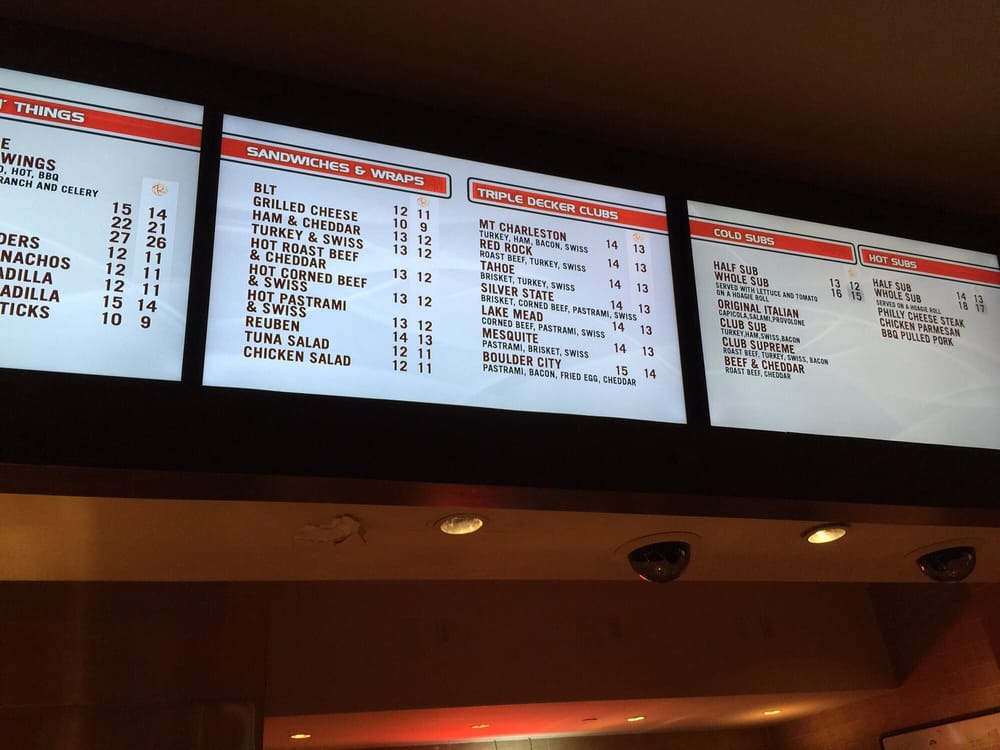 THINGS
E
WINGS
, HOT, BBQ
RANCH AND CELERY
15 14
22 21
DERS 27 26
NACHOS 12 11
ADILLA 12 11
ADILLA 15 14
TICKS 10 9
SANDWICHES & WRAPS
BLT 12 11
GRILLED CHEESE 10 9
HAM & CHEDDAR 13 12
TURKEY & SWISS 13 12
HOT ROAST BEEF
& CHEDDAR 13 12
HOT CORNED BEEF
& SWISS 13 12
HOT PASTRAMI
& SWISS 13 12
REUBEN 14 13
TUNA SALAD 12 11
CHICKEN SALAD 12 11
TRIPLE DECKER CLUBS
MT CHARLESTON 14 13
TURKEY, HAM, BACON, SWISS
RED ROCK 14 13
ROAST BEEF, TURKEY, SWISS
TAHOE 14 13
BRISKET, TURKEY, SWISS
SILVER STATE 14 13
BRISKET, CORNED BEEF, PASTRAMI, SWISS
LAKE MEAD 14 13
CORNED BEEF, PASTRAMI, SWISS
MESQUITE 14 13
PASTRAMI, BRISKET, SWISS
BOULDER CITY 15 14
PASTRAMI, BACON, FRIED EGG, CHEDDAR
COLD SUBS
HALF SUB 13 12
WHOLE SUB 16 15
SERVED WITH LETTUCE AND TOMATO
ON A HOAGIE ROLL
ORIGINAL ITALIAN
CAPICOLA,SALAMI,PROVOLONE
CLUB SUB
TURKEY,HAM,SWISS,BACON
CLUB SUPREME
ROAST BEEF, TURKEY, SWISS, BACON
BEEF & CHEDDAR
ROAST BEEF, CHEDDAR
HOT SUBS
HALF SUB 14 13
WHOLE SUB 18 17
SERVED ON A HOAGIE ROLL
PHILLY CHEESE STEAK
CHICKEN PARMESAN
BBQ PULLED PORK